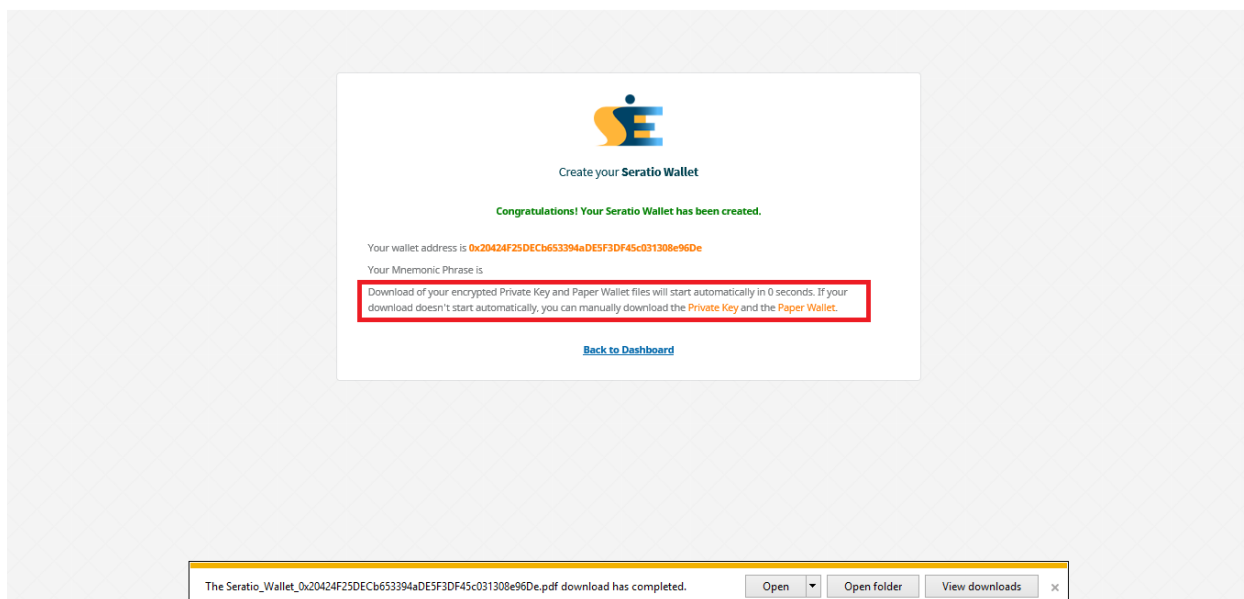 SE
Create your Seratio Wallet
Congratulations! Your Seratio Wallet has been created.
Your wallet address is 0x20424F25DECb653394aDE5F3DF45c031308e96De
Your Mnemonic Phrase is
Download of your encrypted Private Key and Paper Wallet files will start automatically in 0 seconds. If your
download doesn't start automatically, you can manually download the Private Key and the Paper Wallet.
Back to Dashboard
The Seratio_Wallet_0x20424F25DECb653394aDE5F3DF45c031308e96De.pdf download has completed.
Open
Open folder
View downloads